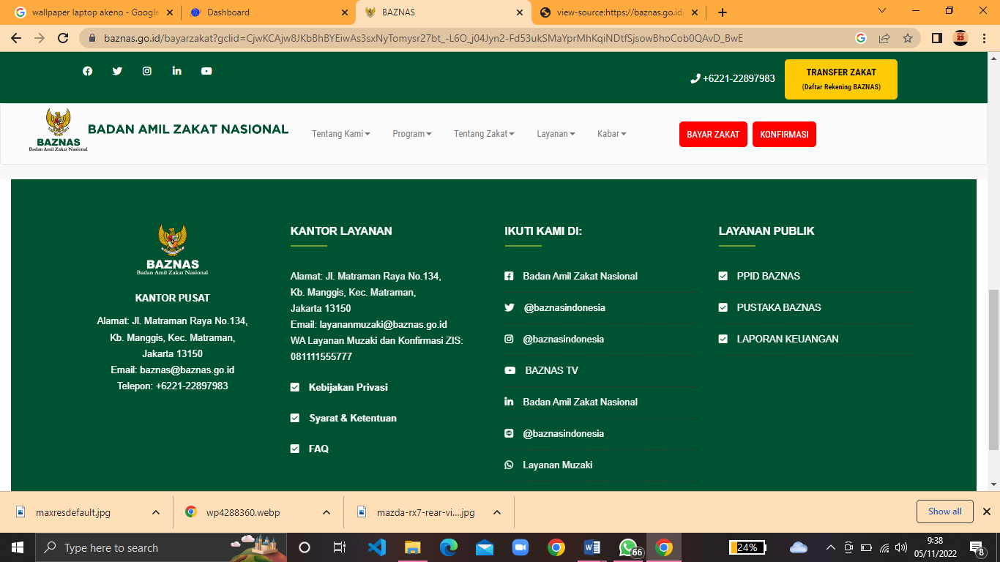 wallpaper laptop akeno - Google
Dashboard
BAZNAS
view-source:https://baznas.go.id/
baznas.go.id/bayarzakat?gclid=CjwKCAjw8JKbBhBYEiwAs3sxNyTomysr27bt_-L6O_j04Jyn2-Fd53ukSMaYprMhKqiNDtfSjsowBhoCob0QAvD_BwE
+6221-22897983
TRANSFER ZAKAT
(Daftar Rekening BAZNAS)
BAZNAS
Badan Amil Zakat Nasional
BADAN AMIL ZAKAT NASIONAL
Tentang Kami
Program
Tentang Zakat
Layanan
Kabar
BAYAR ZAKAT
KONFIRMASI
BAZNAS
Badan Amil Zakat Nasional
KANTOR PUSAT
Alamat: Jl. Matraman Raya No.134,
Kb. Manggis, Kec. Matraman,
Jakarta 13150
Email: baznas@baznas.go.id
Telepon: +6221-22897983
KANTOR LAYANAN
Alamat: Jl. Matraman Raya No.134,
Kb. Manggis, Kec. Matraman,
Jakarta 13150
Email: layananmuzaki@baznas.go.id
WA Layanan Muzaki dan Konfirmasi ZIS:
081111555777
Kebijakan Privasi
Syarat & Ketentuan
FAQ
IKUTI KAMI DI:
Badan Amil Zakat Nasional
@baznasindonesia
@baznasindonesia
BAZNAS TV
Badan Amil Zakat Nasional
@baznasindonesia
Layanan Muzaki
LAYANAN PUBLIK
PPID BAZNAS
PUSTAKA BAZNAS
LAPORAN KEUANGAN
maxresdefault.jpg
wp4288360.webp
mazda-rx7-rear-vi....jpg
Show all
Type here to search
66
24%
9:38
05/11/2022
8